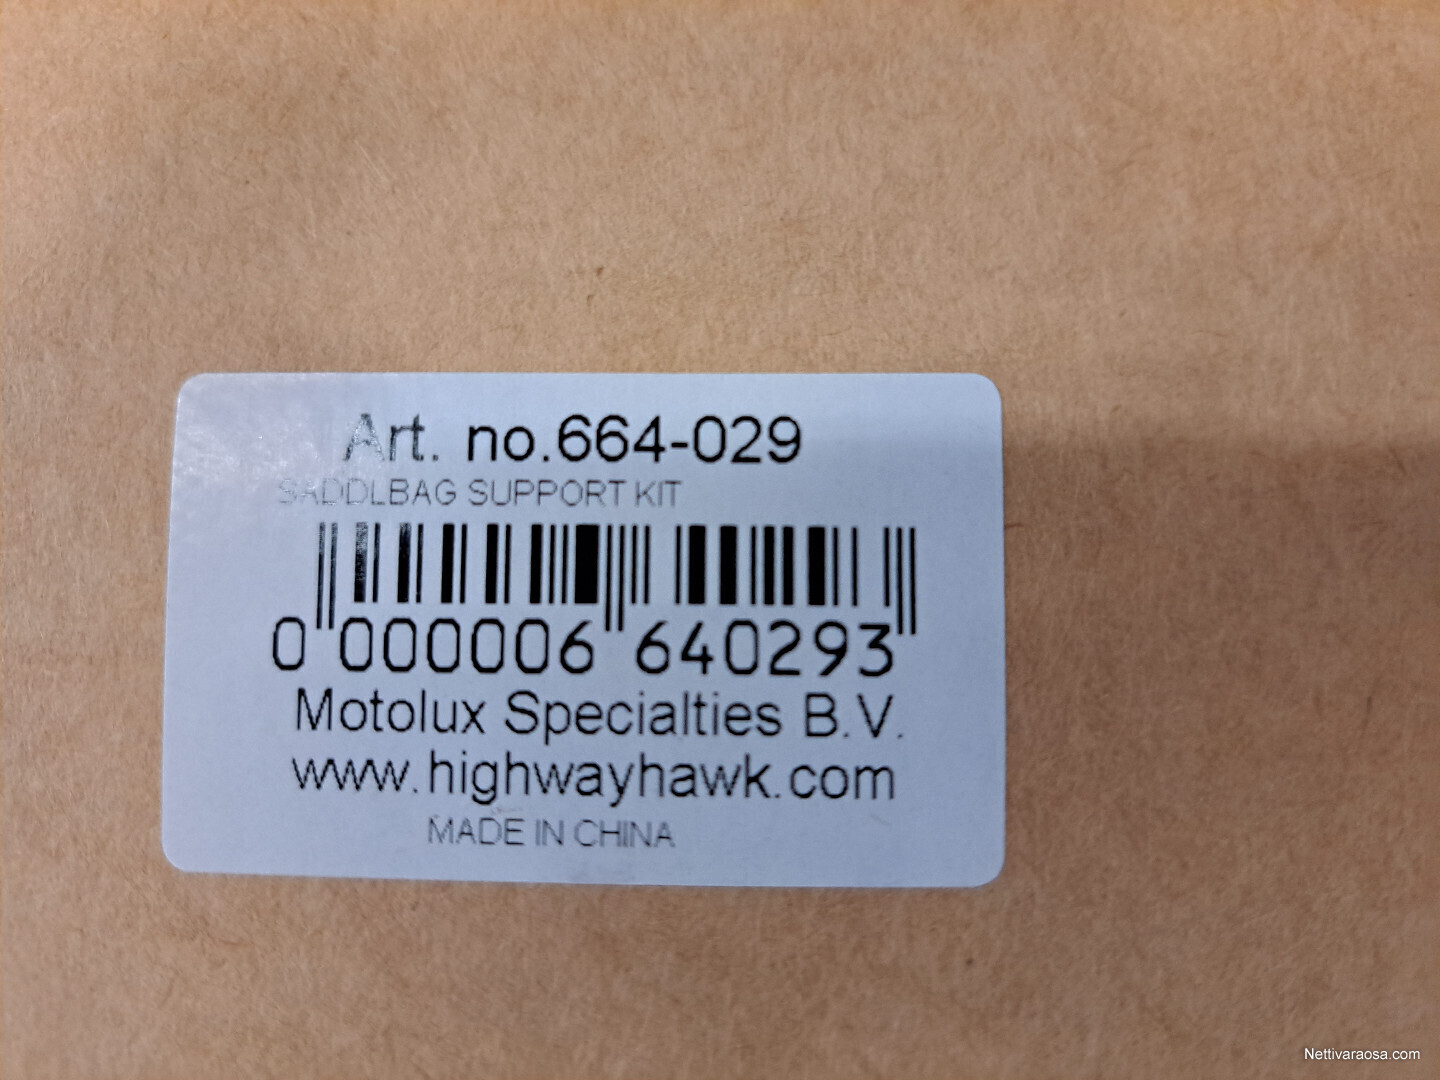 Art. no.664-029
SADDLBAG SUPPORT KIT
0 000006 640293
Motolux Specialties B.V.
www.highwayhawk.com
MADE IN CHINA
Nettivaraosa.com